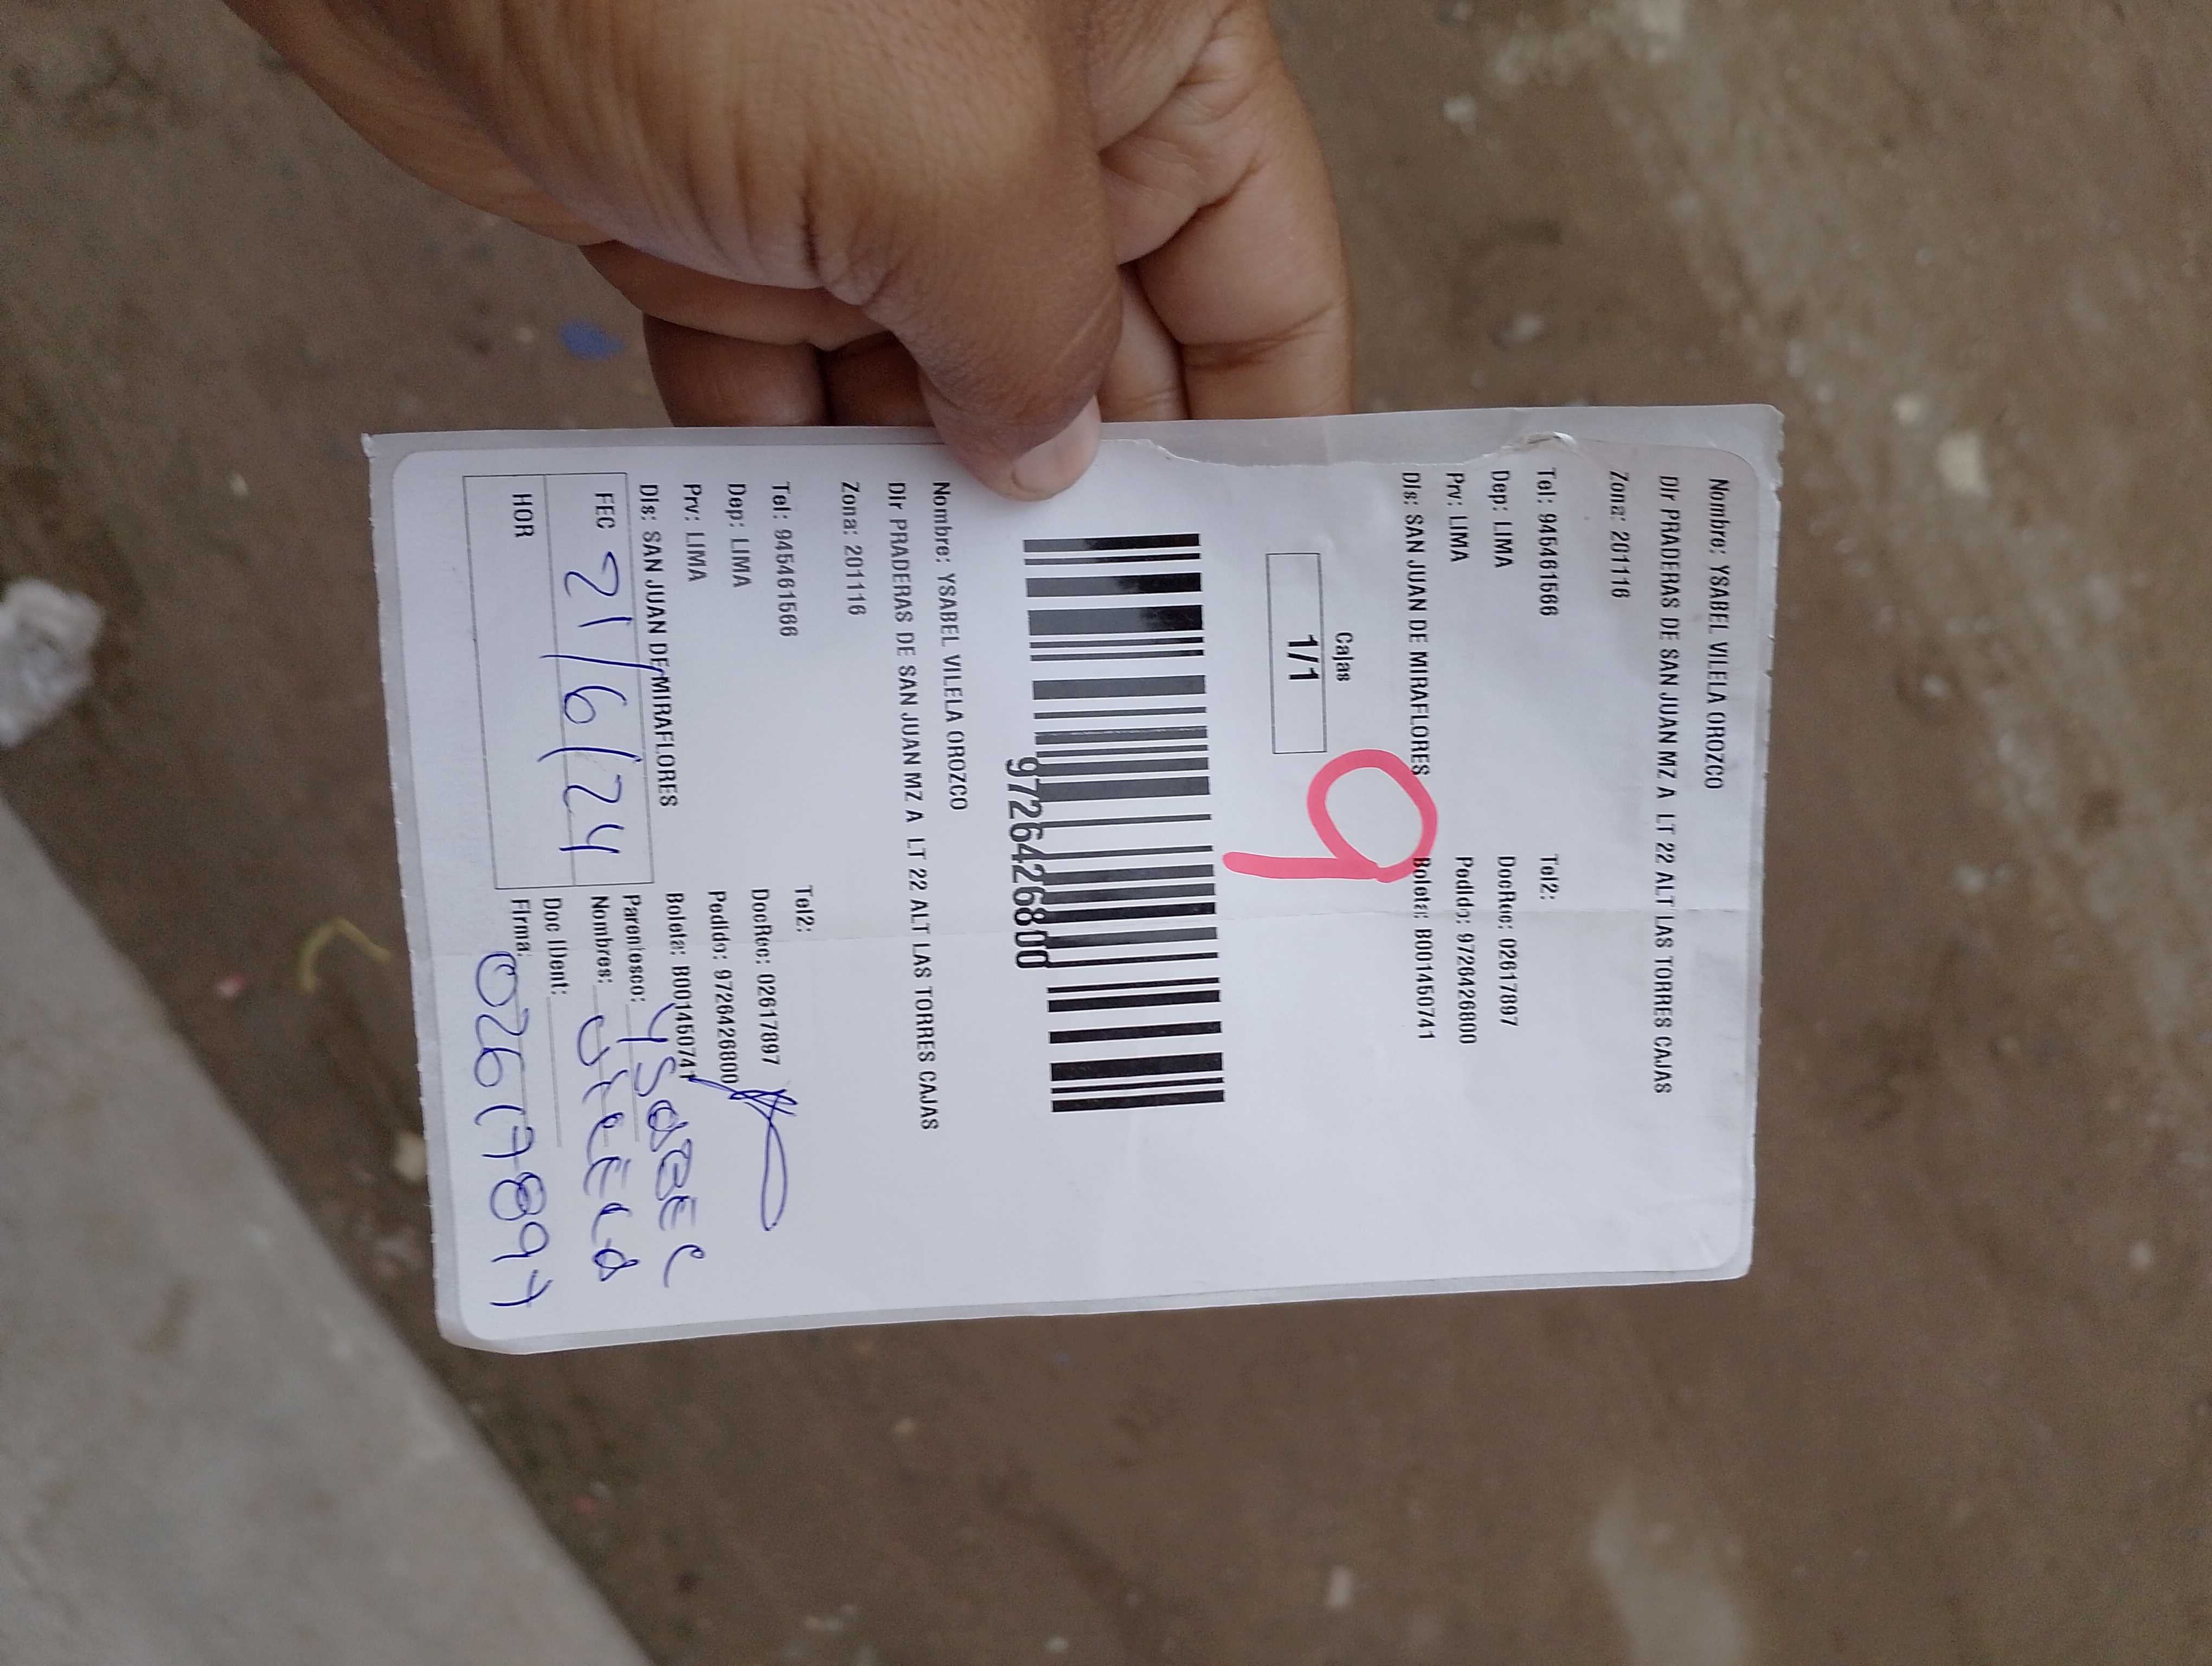 Nombre: YSABEL VILELA OROZCO
Dir PRADERAS DE SAN JUAN MZ A LT 22 ALT LAS TORRES CAJAS
Zona: 201116
Tel: 945461566 Tel2:
Dep: LIMA DocRec: 02617897
Prv: LIMA Pedido: 9726426800
Dis: SAN JUAN DE MIRAFLORES Boleta: B001450741
9
Cajas
1/1
9726426800
Nombre: YSABEL VILELA OROZCO
Dir PRADERAS DE SAN JUAN MZ A LT 22 ALT LAS TORRES CAJAS
Zona: 201116
Tel: 945461566 Tel2:
Dep: LIMA DocRec: 02617897
Prv: LIMA Pedido: 9726426800
Dis: SAN JUAN DE MIRAFLORES Boleta: B001450741
FEC 21/6/24
HOR
Parentesco: YSaBEL
Nombres: VILELa
Doc IDent:
Firma: 02617897